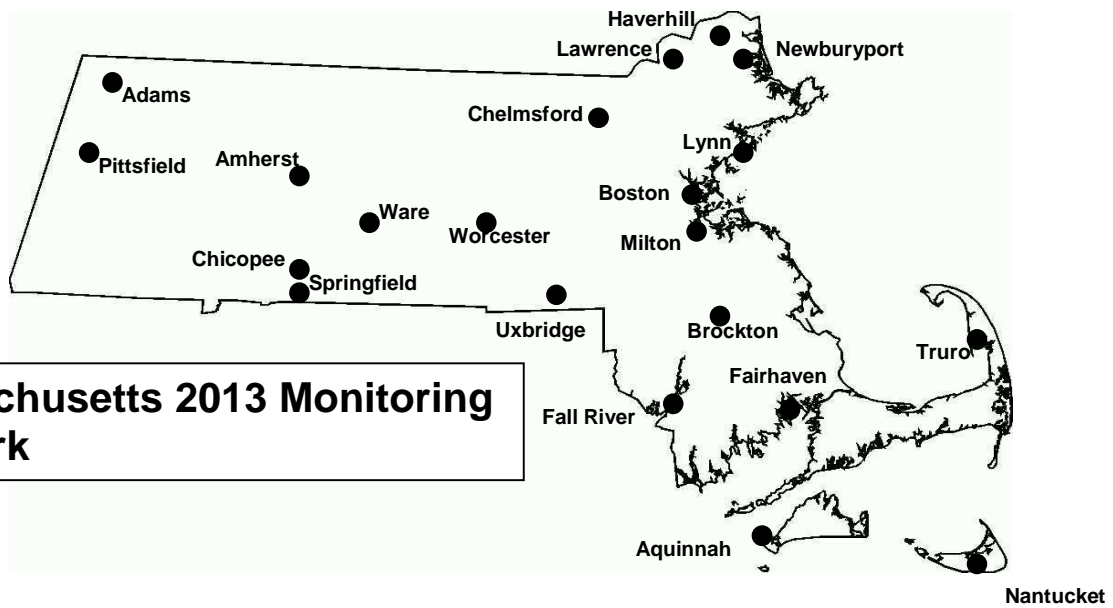 Haverhill
Lawrence
Newburyport
Adams
Chelmsford
Lynn
Pittsfield
Amherst
Boston
Ware
Worcester
Milton
Chicopee
Springfield
Uxbridge
Brockton
Truro
Fairhaven
chusetts 2013 Monitoring
Fall River
rk
Aquinnah
Nantucket